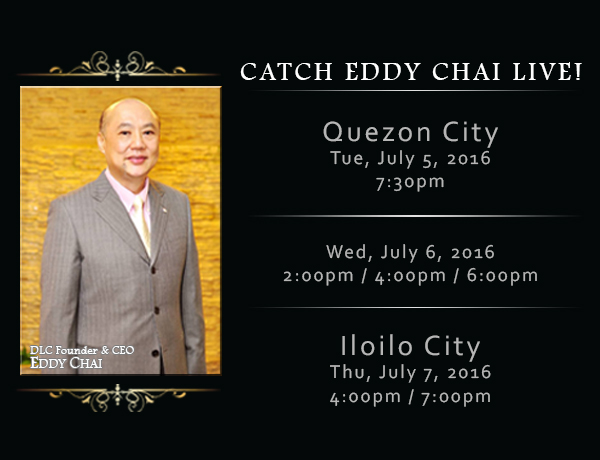 CATCH EDDY CHAI LIVE!
Quezon City
Tue, July 5, 2016
7:30pm
Wed, July 6, 2016
2:00pm / 4:00pm / 6:00pm
Iloilo City
Thu, July 7, 2016
4:00pm / 7:00pm
DLC Founder & CEO
EDDY CHAI